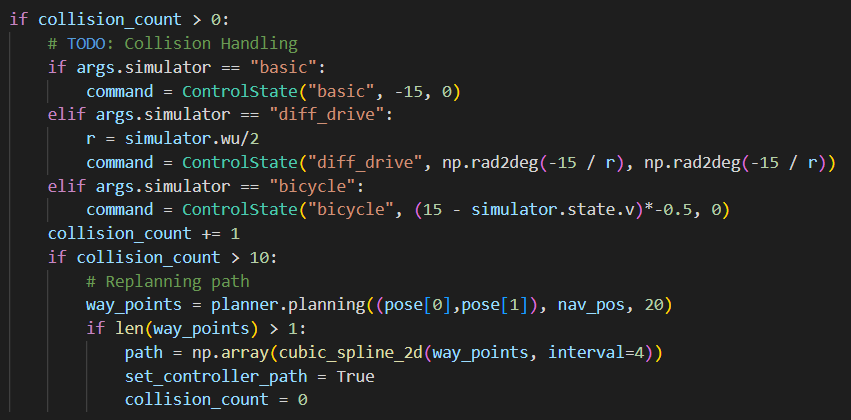 if collision_count > 0:
    # TODO: Collision Handling
    if args.simulator == "basic":
        command = ControlState("basic", -15, 0)
    elif args.simulator == "diff_drive":
        r = simulator.wu/2
        command = ControlState("diff_drive", np.rad2deg(-15 / r), np.rad2deg(-15 / r))
    elif args.simulator == "bicycle":
        command = ControlState("bicycle", (15 - simulator.state.v)*-0.5, 0)
    collision_count += 1
    if collision_count > 10:
        # Replanning path
        way_points = planner.planning((pose[0],pose[1]), nav_pos, 20)
        if len(way_points) > 1:
            path = np.array(cubic_spline_2d(way_points, interval=4))
            set_controller_path = True
            collision_count = 0